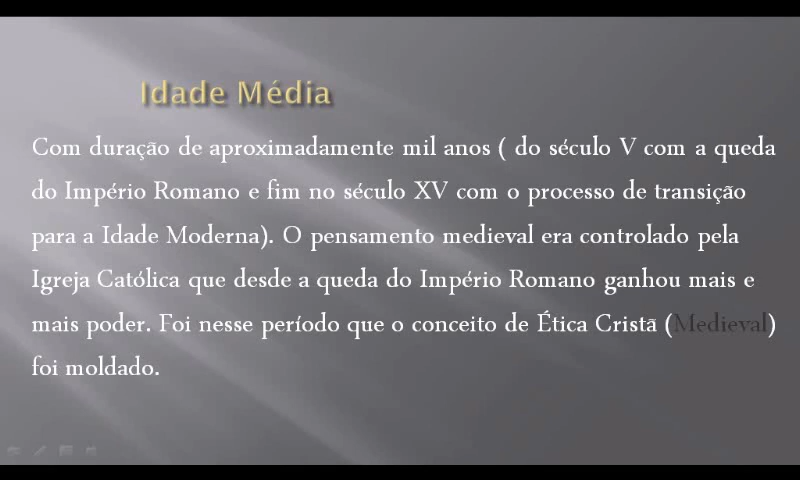 Idade Média
Com duração de aproximadamente mil anos ( do século V com a queda
do Império Romano e fim no século XV com o processo de transição
para a Idade Moderna). O pensamento medieval era controlado pela
Igreja Católica que desde a queda do Império Romano ganhou mais e
mais poder. Foi nesse período que o conceito de Ética Cristã (Medieval)
foi moldado.